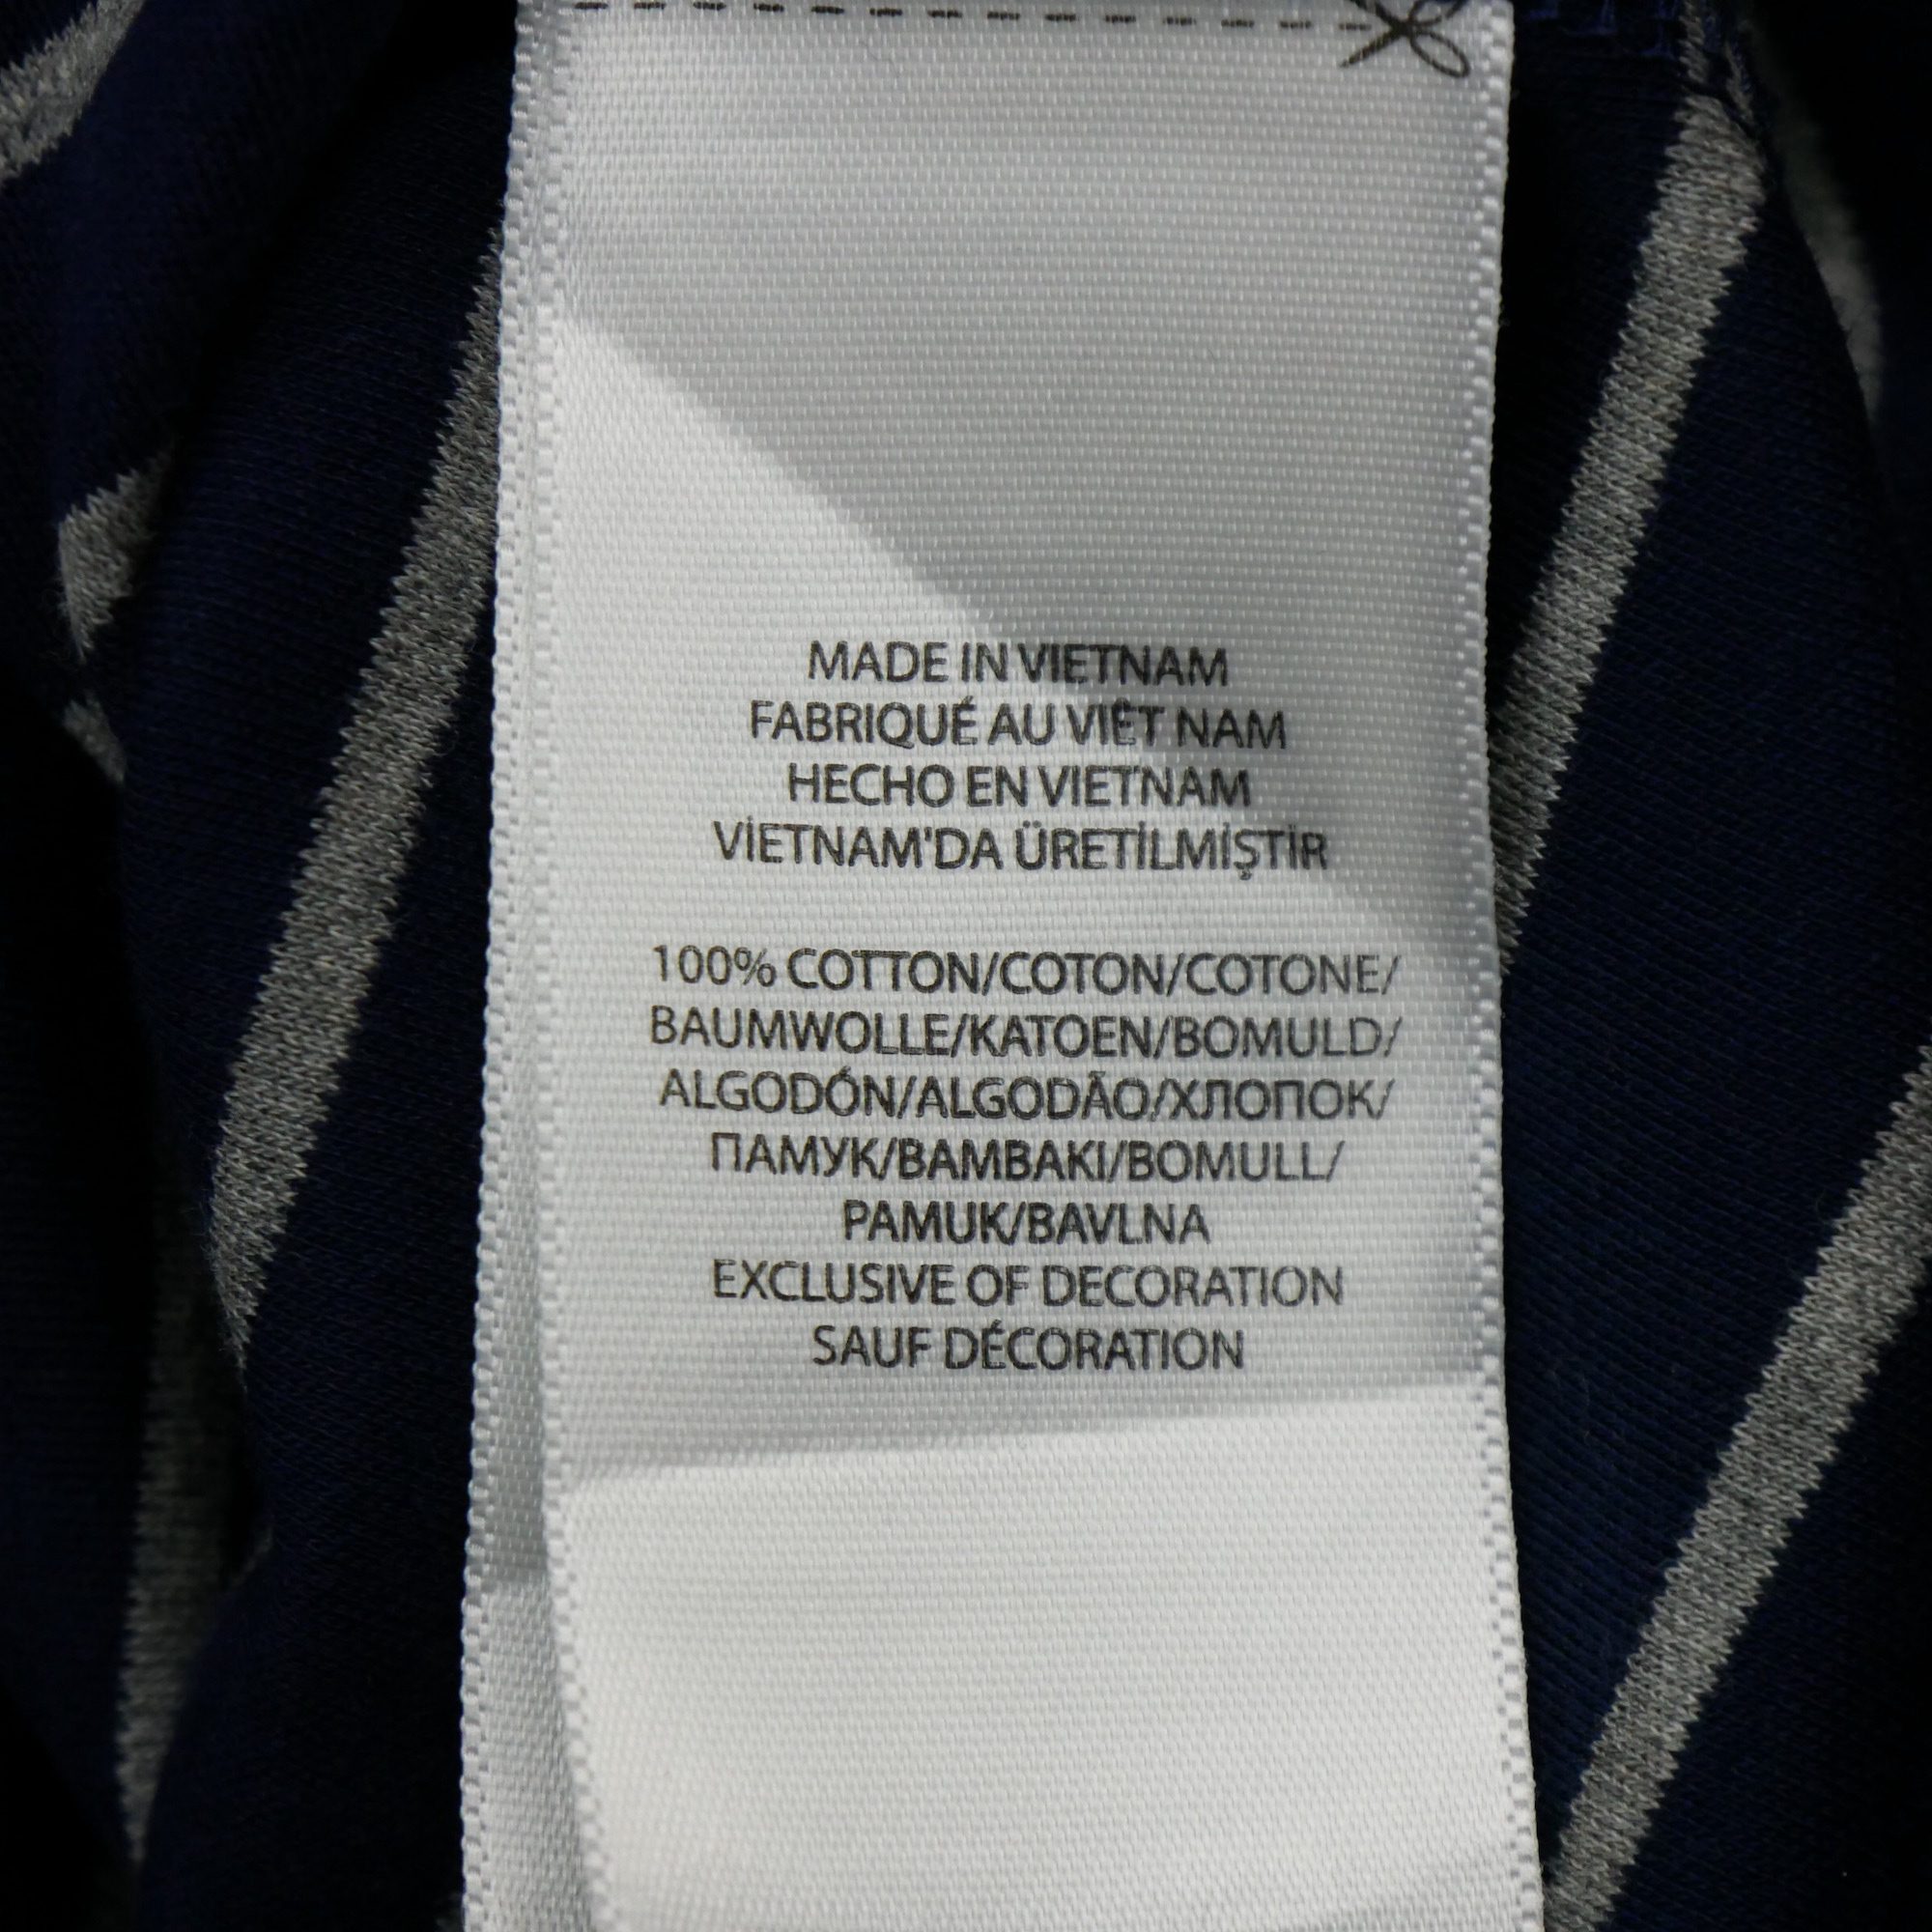 MADE IN VIETNAM
FABRIQUÉ AU VIÊT NAM
HECHO EN VIETNAM
VİETNAM'DA ÜRETİLMİŞTİR
100% COTTON/COTON/COTONE/
BAUMWOLLE/KATOEN/BOMULD/
ALGODÓN/ALGODÃO/ХЛОПОК/
ПАМУК/BAMBAKI/BOMULL/
PAMUK/BAVLNA
EXCLUSIVE OF DECORATION
SAUF DÉCORATION